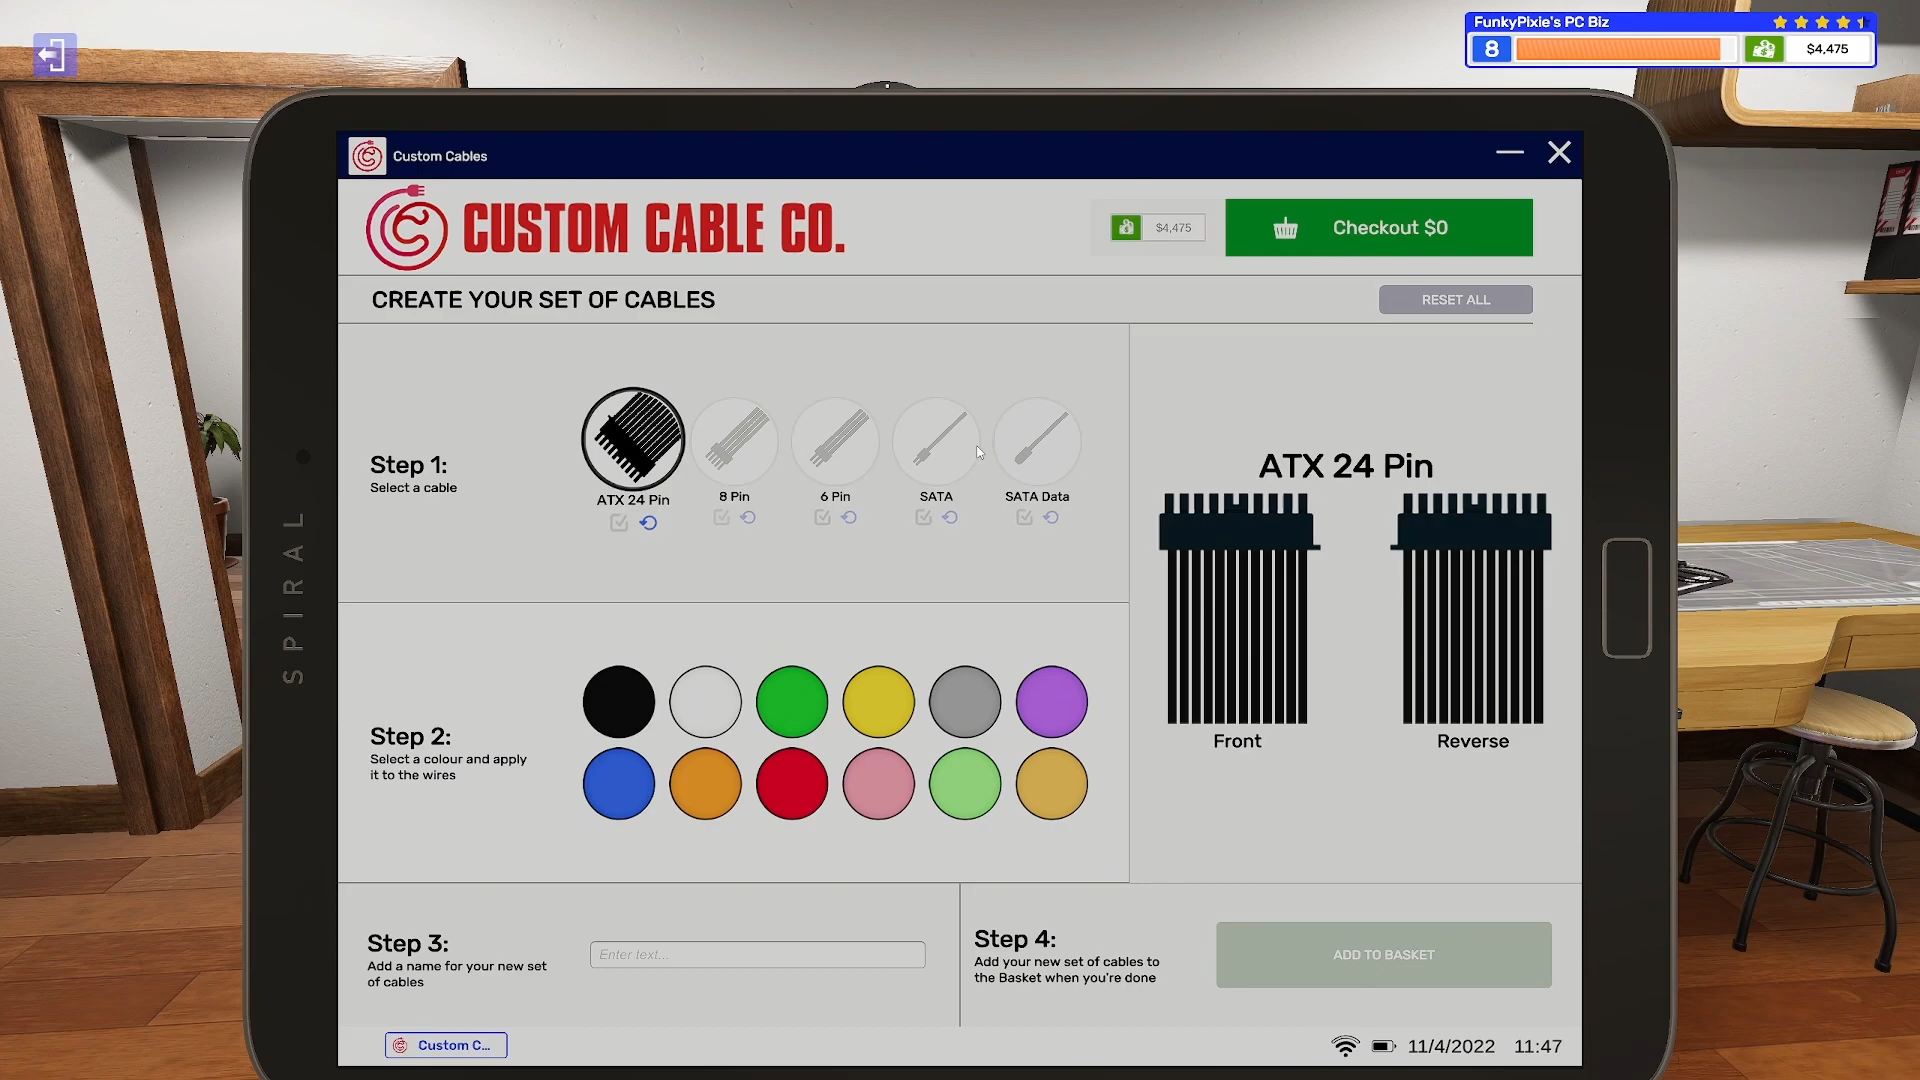 FunkyPixie's PC Biz
8
$4,475
Custom Cables
CUSTOM CABLE CO.
$4,475
Checkout $0
CREATE YOUR SET OF CABLES
RESET ALL
Step 1:
Select a cable
ATX 24 Pin
8 Pin
6 Pin
SATA
SATA Data
ATX 24 Pin
Front
Reverse
Step 2:
Select a colour and apply
it to the wires
Step 3:
Add a name for your new set
of cables
Enter text...
Step 4:
Add your new set of cables to
the Basket when you're done
ADD TO BASKET
Custom C...
11/4/2022
11:47
SPIRAL